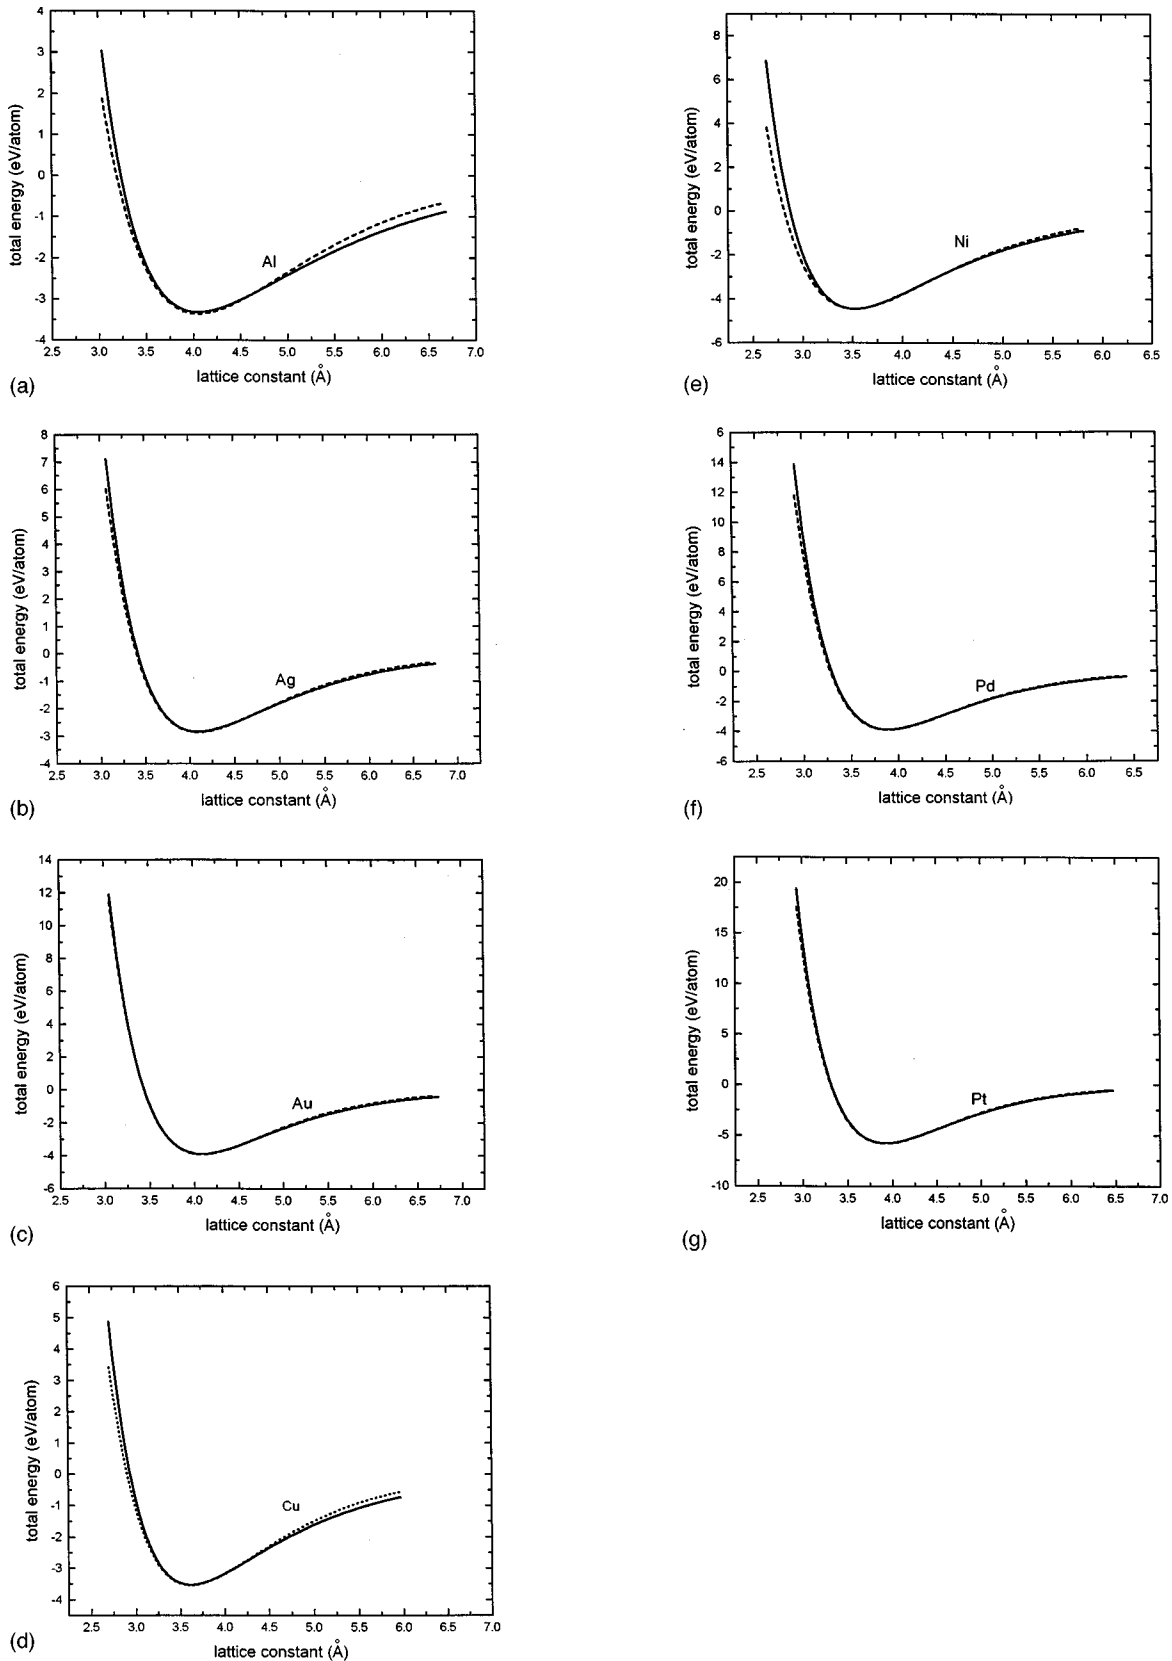 total energy (eV/atom)
4
3
2
1
0
-1
-2
-3
-4
Al
2.5 3.0 3.5 4.0 4.5 5.0 5.5 6.0 6.5 7.0
lattice constant (Å)
(a)
total energy (eV/atom)
8
7
6
5
4
3
2
1
0
-1
-2
-3
-4
Ag
2.5 3.0 3.5 4.0 4.5 5.0 5.5 6.0 6.5 7.0
lattice constant (Å)
(b)
total energy (eV/atom)
14
12
10
8
6
4
2
0
-2
-4
-6
Au
2.5 3.0 3.5 4.0 4.5 5.0 5.5 6.0 6.5 7.0
lattice constant (Å)
(c)
total energy (eV/atom)
6
5
4
3
2
1
0
-1
-2
-3
-4
Cu
2.5 3.0 3.5 4.0 4.5 5.0 5.5 6.0 6.5 7.0
lattice constant (Å)
(d)
total energy (eV/atom)
8
6
4
2
0
-2
-4
-6
Ni
2.5 3.0 3.5 4.0 4.5 5.0 5.5 6.0 6.5
lattice constant (Å)
(e)
total energy (eV/atom)
6
14
12
10
8
6
4
2
0
-2
-4
-6
Pd
2.5 3.0 3.5 4.0 4.5 5.0 5.5 6.0 6.5
lattice constant (Å)
(f)
total energy (eV/atom)
20
15
10
5
0
-5
-10
Pt
2.5 3.0 3.5 4.0 4.5 5.0 5.5 6.0 6.5 7.0
lattice constant (Å)
(g)